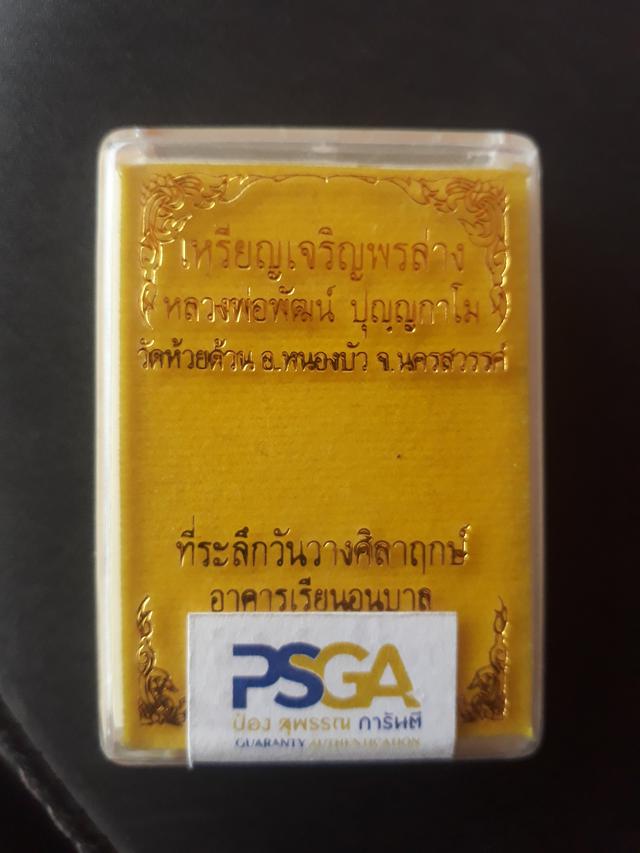 เหรียญเจริญพรล่าง
หลวงพ่อพัฒน์ ปุญฺญกาโม
วัดห้วยด้วน อ.หนองบัว จ.นครสวรรค์
ที่ระลึกวันวางศิลาฤกษ์
อาคารเรียนอนุบาล
PSGA
ป๋อง สุพรรณ การันตี
GUARANTY AUTHENTICATION